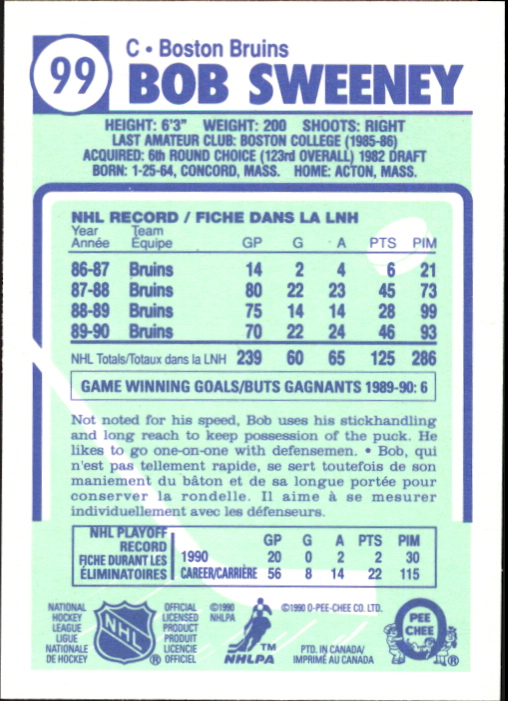 99
C • Boston Bruins
BOB SWEENEY
HEIGHT: 6'3" WEIGHT: 200 SHOOTS: RIGHT
LAST AMATEUR CLUB: BOSTON COLLEGE (1985-86)
ACQUIRED: 6th ROUND CHOICE (123rd OVERALL) 1982 DRAFT
BORN: 1-25-64, CONCORD, MASS. HOME: ACTON, MASS.
NHL RECORD / FICHE DANS LA LNH
Year Team
Année Équipe GP G A PTS PIM
86-87 Bruins 14 2 4 6 21
87-88 Bruins 80 22 23 45 73
88-89 Bruins 75 14 14 28 99
89-90 Bruins 70 22 24 46 93
NHL Totals/Totaux dans la LNH 239 60 65 125 286
GAME WINNING GOALS/BUTS GAGNANTS 1989-90: 6
Not noted for his speed, Bob uses his stickhandling
and long reach to keep possession of the puck. He
likes to go one-on-one with defensemen. • Bob, qui
n'est pas tellement rapide, se sert toutefois de son
maniement du bâton et de sa longue portée pour
conserver la rondelle. Il aime à se mesurer
individuellement avec les défenseurs.
NHL PLAYOFF
RECORD
FICHE DURANT LES
ÉLIMINATOIRES
GP G A PTS PIM
1990 20 0 2 2 30
CAREER/CARRIÈRE 56 8 14 22 115
NATIONAL
HOCKEY
LEAGUE
LIGUE
NATIONALE
DE HOCKEY
NHL
®
OFFICIAL
LICENSED
PRODUCT
PRODUIT
LICENCIE
OFFICIEL
©1990
NHLPA
TM
NHLPA
©1990 O-PEE-CHEE CO. LTD.
PTD. IN CANADA/
IMPRIMÉ AU CANADA
PEE
CHEE
®